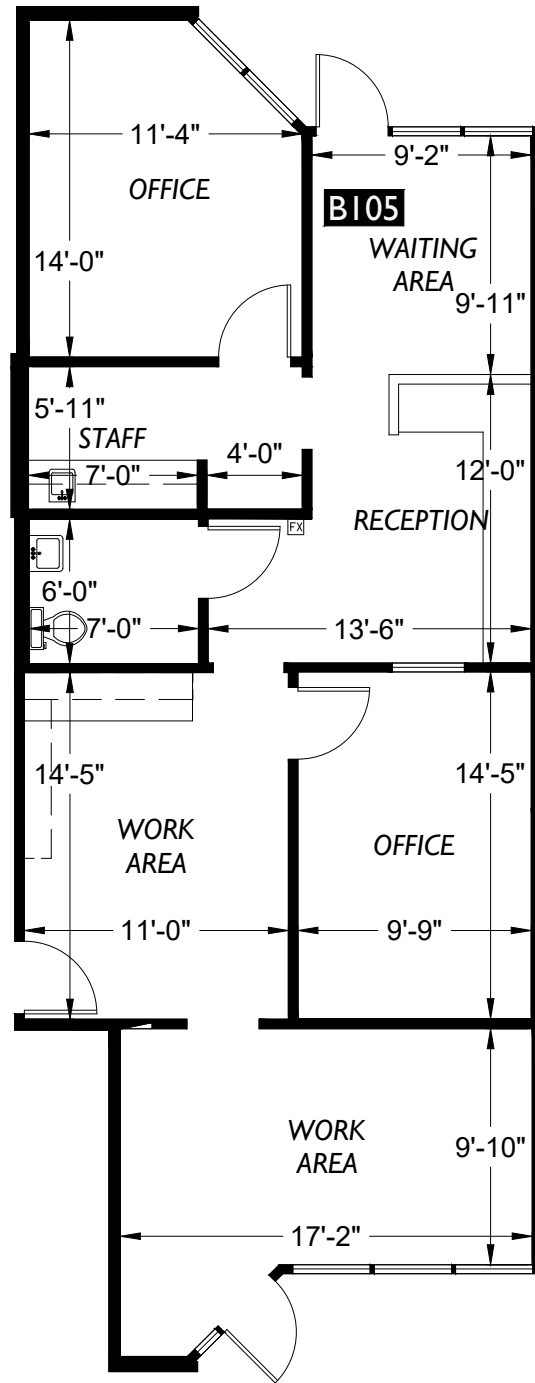 11'-4"
OFFICE
14'-0"
9'-2"
B105
WAITING
AREA
9'-11"
5'-11"
STAFF
7'-0"
4'-0"
12'-0"
RECEPTION
FX
6'-0"
7'-0"
13'-6"
14'-5"
WORK
AREA
11'-0"
14'-5"
OFFICE
9'-9"
WORK
AREA
9'-10"
17'-2"